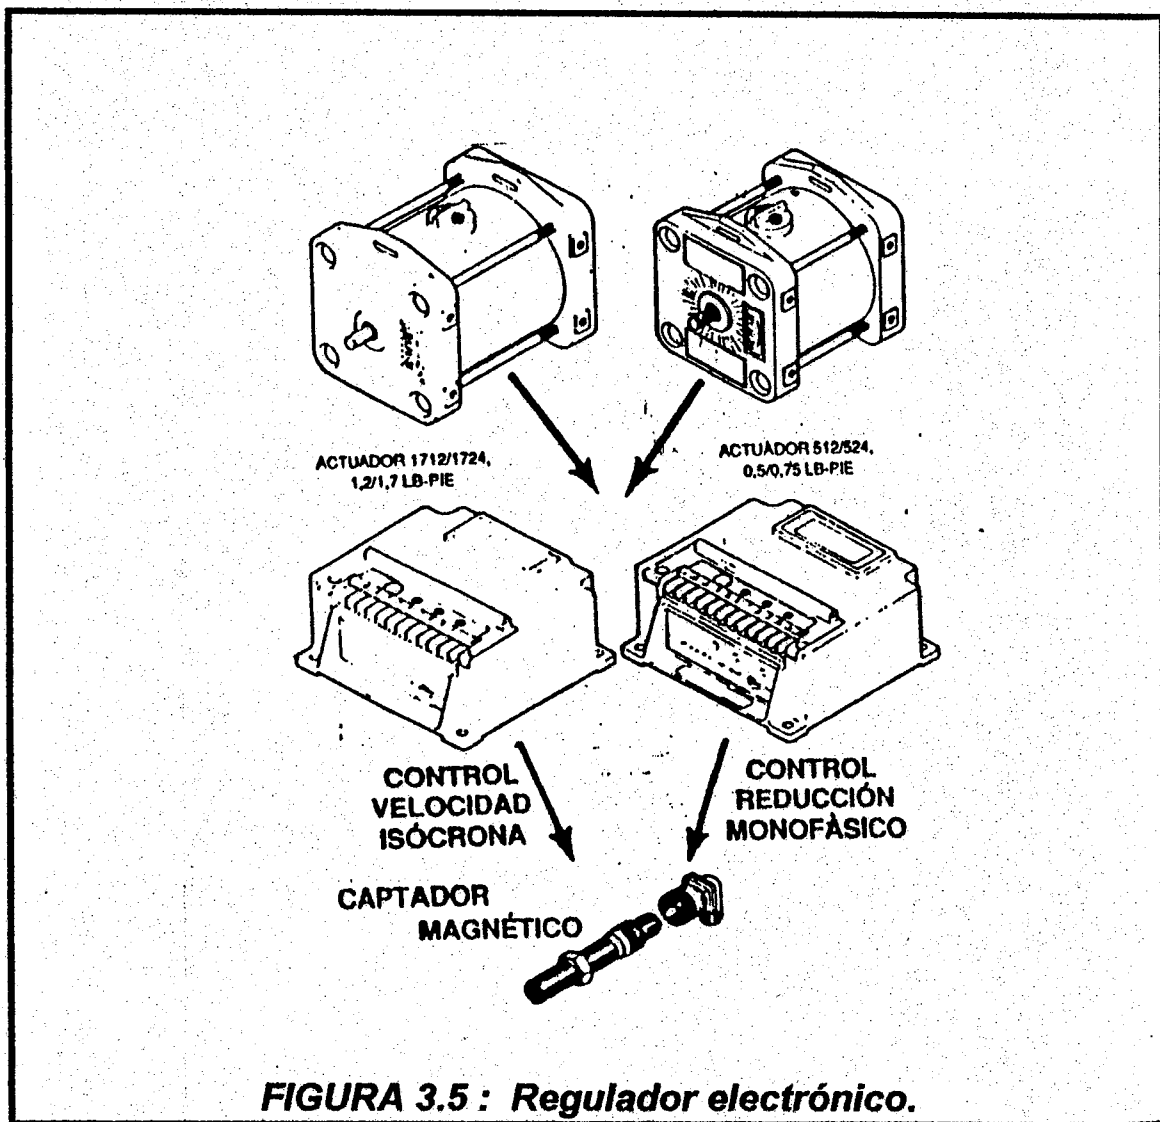 ACTUADOR 1712/1724,
1,2/1,7 LB-PIE
ACTUADOR 512/524,
0,5/0,75 LB-PIE
CONTROL
VELOCIDAD
ISÓCRONA
CONTROL
REDUCCIÓN
MONOFÀSICO
CAPTADOR
MAGNÉTICO
FIGURA 3.5 : Regulador electrónico.